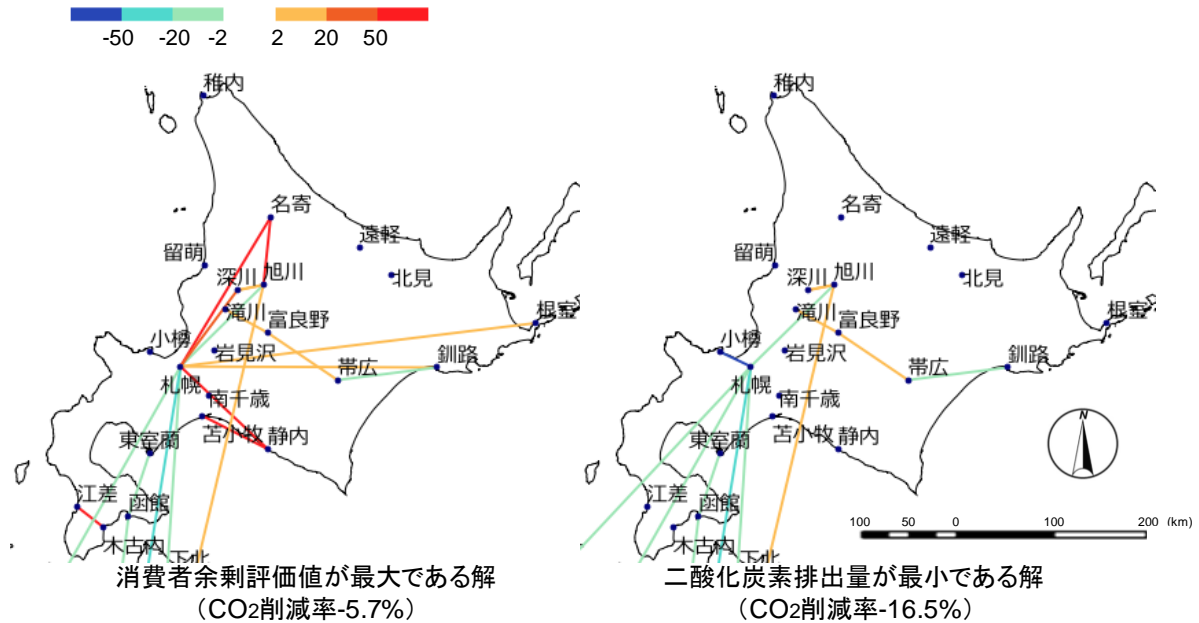 -50 -20 -2 2 20 50
稚内
名寄
遠軽
留萌
深川
旭川
北見
滝川
富良野
根室
小樽
岩見沢
帯広
釧路
札幌
南千歳
苫小牧
静内
東室蘭
江差
函館
木古内
下北
消費者余剰評価値が最大である解
（CO2削減率-5.7%）
稚内
名寄
遠軽
留萌
深川
旭川
北見
滝川
富良野
根室
小樽
岩見沢
帯広
釧路
札幌
南千歳
苫小牧
静内
東室蘭
江差
函館
木古内
下北
N
100 50 0 100 200 (km)
二酸化炭素排出量が最小である解
（CO2削減率-16.5%）